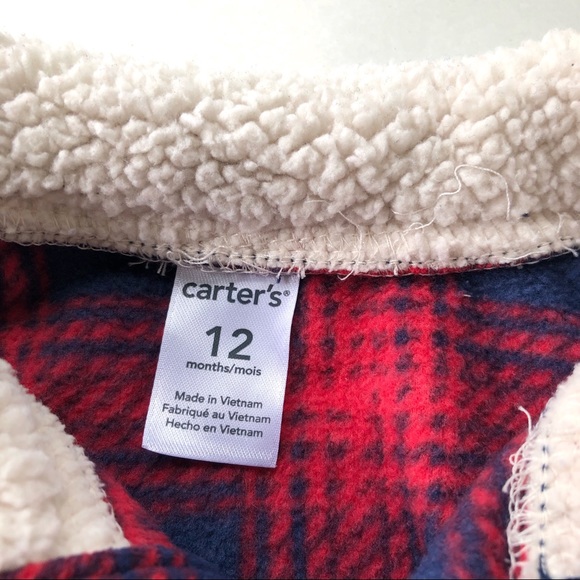 carter's®
12
months/mois
Made in Vietnam
Fabriqué au Vietnam
Hecho en Vietnam